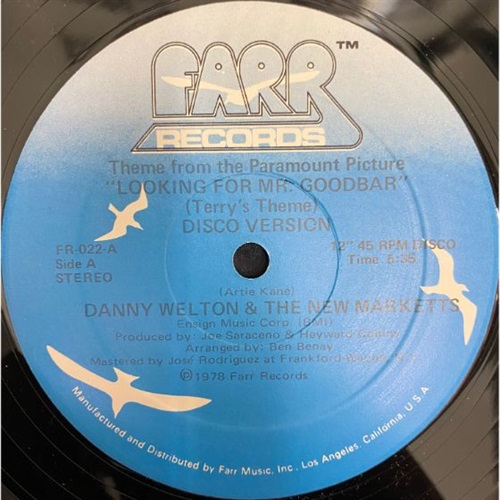 FARR™
RECORDS
Theme from the Paramount Picture
"LOOKING FOR MR. GOODBAR"
(Terry's Theme)
DISCO VERSION
FR-022-A
Side A
STEREO
12" 45 RPM DISCO
Time 5:35
(Artie Kane)
DANNY WELTON & THE NEW MARKETTS
Ensign Music Corp. (BMI)
Produced by: Joe Saraceno & Heyward Collins
Arranged by: Ben Benay
Mastered by José Rodriguez at Frankford-Wayne, N.Y.
Ⓟ©1978 Farr Records
Manufactured and Distributed by Farr Music, Inc., Los Angeles, California, U.S.A.